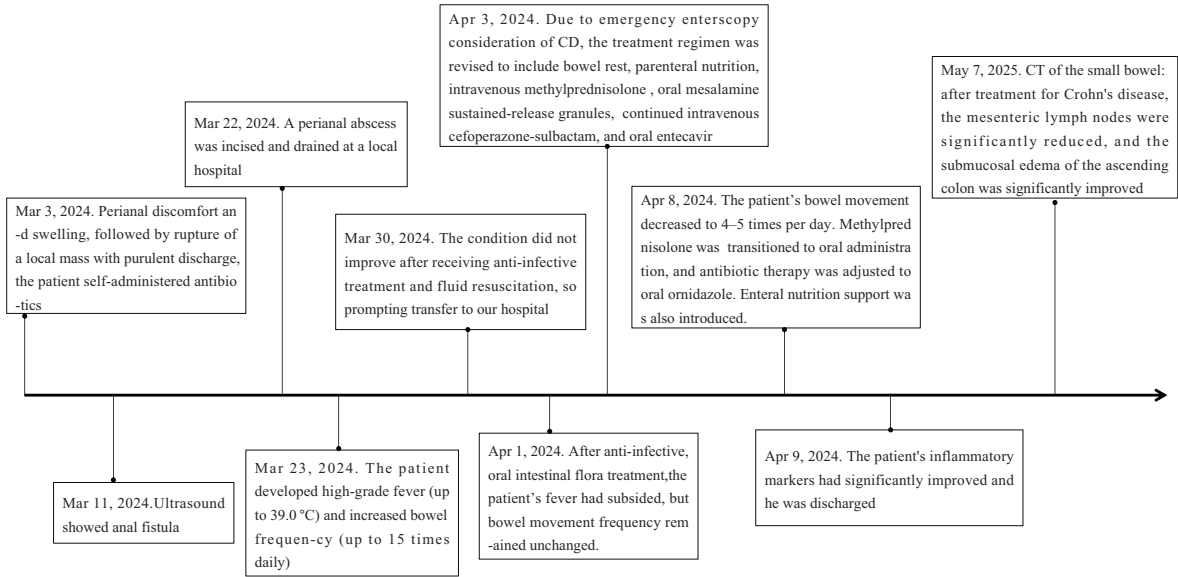 Mar 3, 2024. Perianal discomfort an
-d swelling, followed by rupture of
a local mass with purulent discharge,
the patient self-administered antibio
-tics
Mar 11, 2024.Ultrasound
showed anal fistula
Mar 22, 2024. A perianal abscess
was incised and drained at a local
hospital
Mar 23, 2024. The patient
developed high-grade fever (up
to 39.0 °C) and increased bowel
frequen-cy (up to 15 times
daily)
Mar 30, 2024. The condition did not
improve after receiving anti-infective
treatment and fluid resuscitation, so
prompting transfer to our hospital
Apr 1, 2024. After anti-infective,
oral intestinal flora treatment,the
patient's fever had subsided, but
bowel movement frequency rem
-ained unchanged.
Apr 3, 2024. Due to emergency enterscopy
consideration of CD, the treatment regimen was
revised to include bowel rest, parenteral nutrition,
intravenous methylprednisolone , oral mesalamine
sustained-release granules, continued intravenous
cefoperazone-sulbactam, and oral entecavir
Apr 8, 2024. The patient's bowel movement
decreased to 4–5 times per day. Methylpred
nisolone was transitioned to oral administra
tion, and antibiotic therapy was adjusted to
oral ornidazole. Enteral nutrition support wa
s also introduced.
Apr 9, 2024. The patient's inflammatory
markers had significantly improved and
he was discharged
May 7, 2025. CT of the small bowel:
after treatment for Crohn's disease,
the mesenteric lymph nodes were
significantly reduced, and the
submucosal edema of the ascending
colon was significantly improved